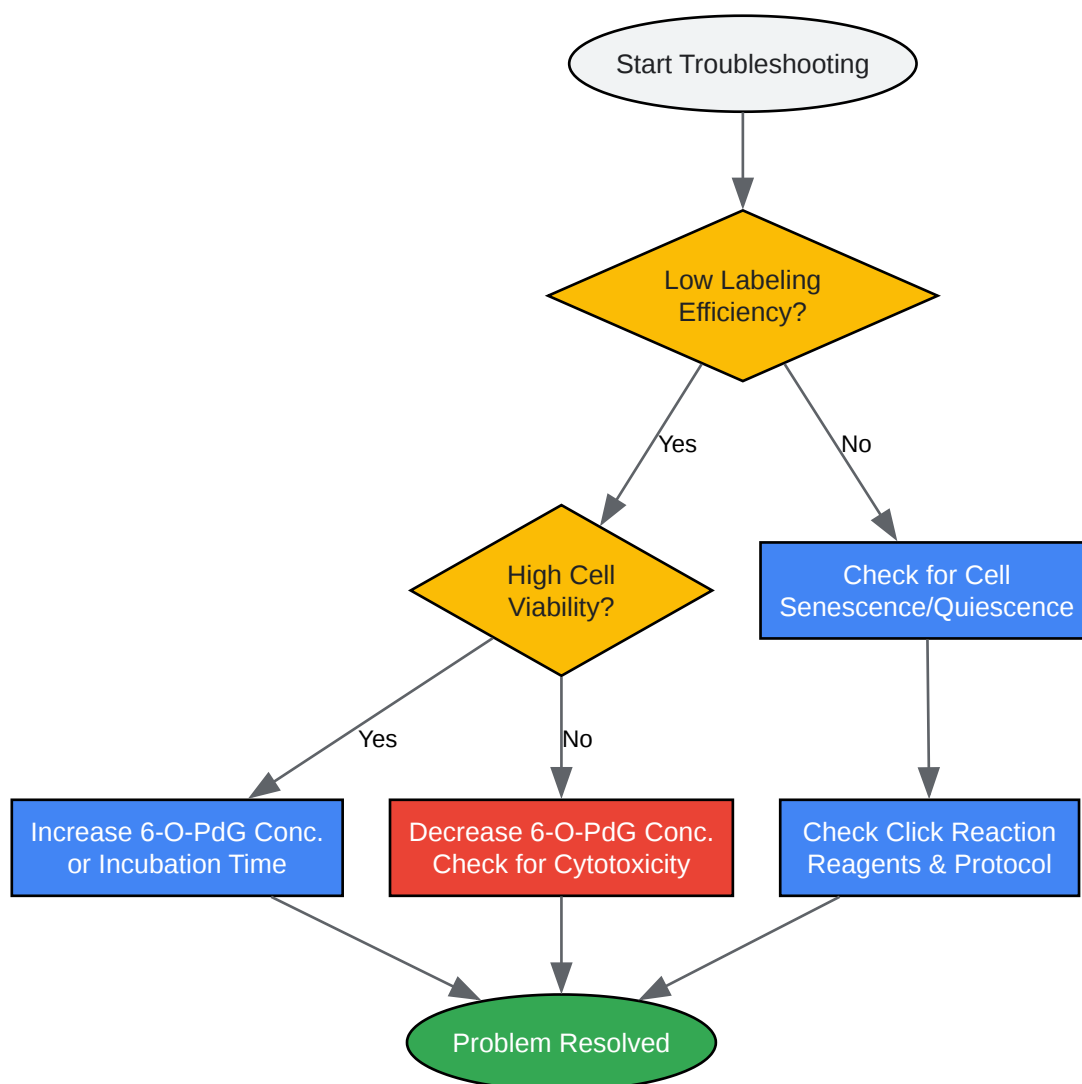 Start Troubleshooting
Low Labeling
Efficiency?
Yes
No
High Cell
Viability?
Check for Cell
Senescence/Quiescence
Yes
No
Increase 6-O-PdG Conc.
or Incubation Time
Decrease 6-O-PdG Conc.
Check for Cytotoxicity
Check Click Reaction
Reagents & Protocol
Problem Resolved